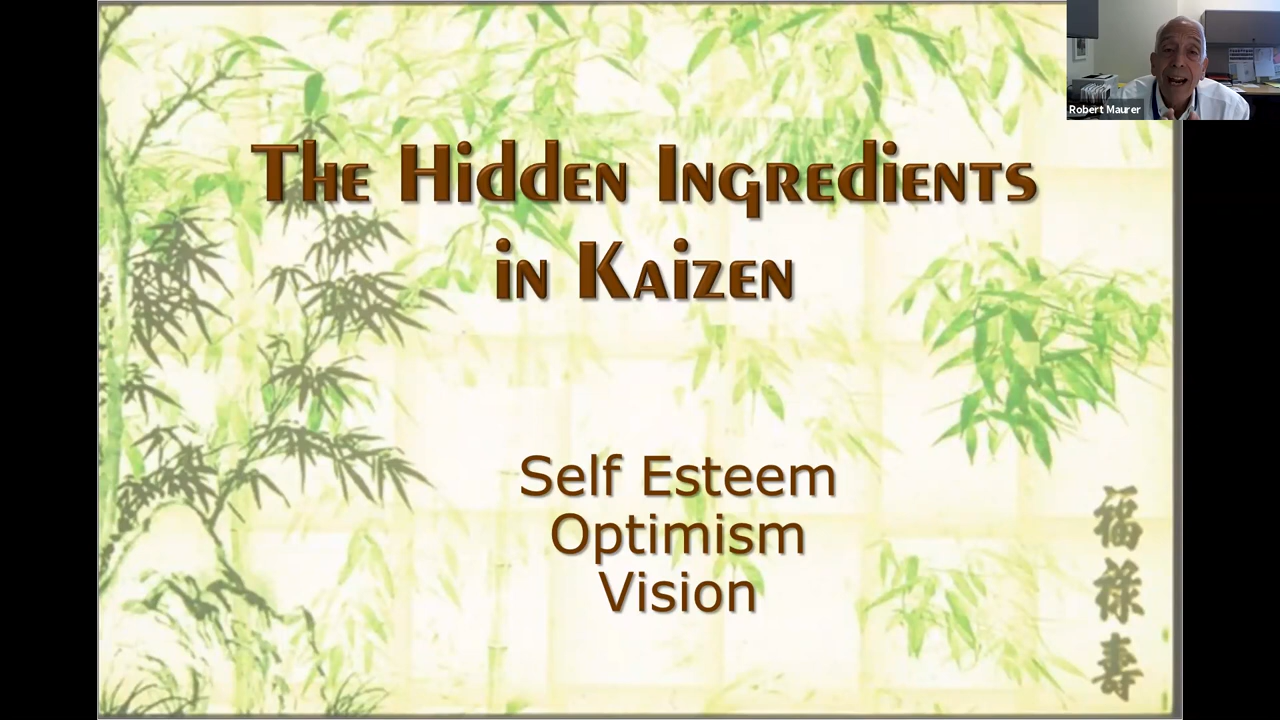 The Hidden Ingredients
in Kaizen
Self Esteem
Optimism
Vision
福
祿
壽
Robert Maurer